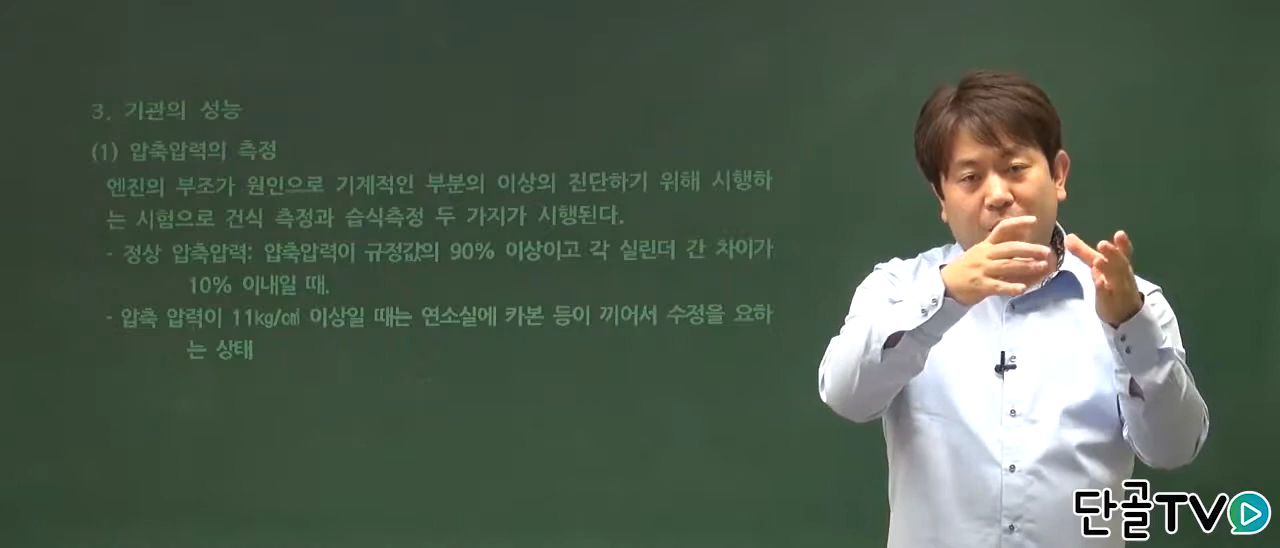 3. 기관의 성능
(1) 압축압력의 측정
엔진의 부조가 원인으로 기계적인 부분의 이상의 진단하기 위해 시행하
는 시험으로 건식 측정과 습식측정 두 가지가 시행된다.
- 정상 압축압력: 압축압력이 규정값의 90% 이상이고 각 실린더 간 차이가
10% 이내일 때.
- 압축 압력이 11㎏/㎠ 이상일 때는 연소실에 카본 등이 끼어서 수정을 요하
는 상태
단골TV